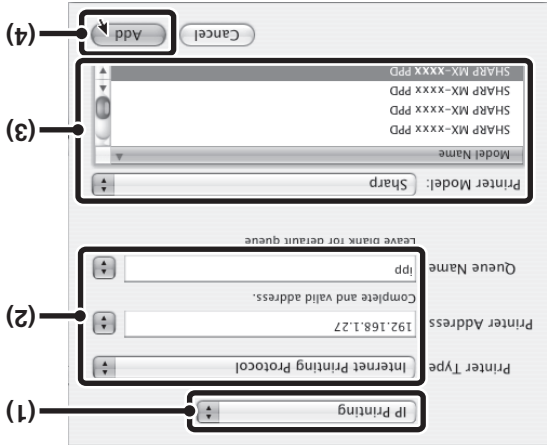 IP Printing (1)
Printer Type Internet Printing Protocol
Printer Address 192.168.1.27 (2)
Complete and valid address.
Queue Name ipp
Leave blank for default queue
Printer Model: Sharp
Model Name
SHARP MX-xxxx PPD (3)
SHARP MX-xxxx PPD
SHARP MX-xxxx PPD
SHARP MX-xxxx PPD
Cancel Add (4)